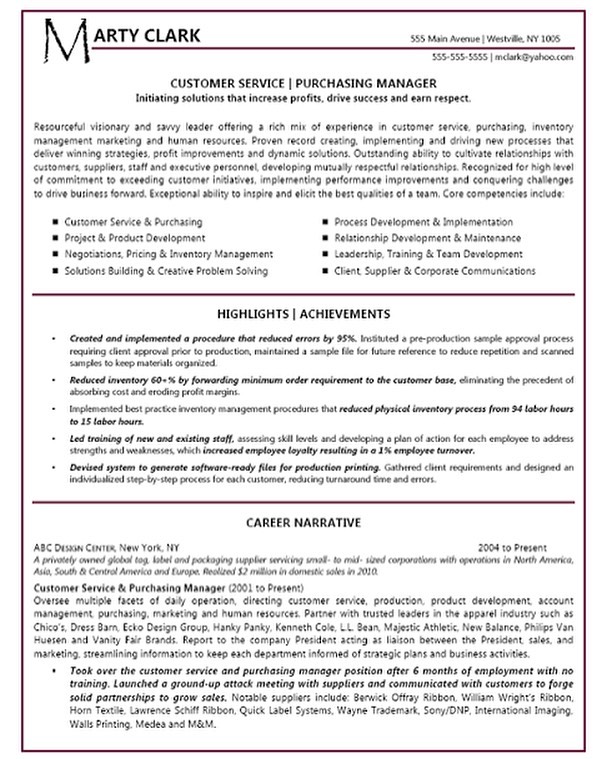 MARTY CLARK
555 Main Avenue | Westville, NY 1005
555-555-5555 | mclark@yahoo.com
CUSTOMER SERVICE | PURCHASING MANAGER
Initiating solutions that increase profits, drive success and earn respect.
Resourceful visionary and savvy leader offering a rich mix of experience in customer service, purchasing, inventory
management marketing and human resources. Proven record creating, implementing and driving new processes that
deliver winning strategies, profit improvements and dynamic solutions. Outstanding ability to cultivate relationships with
customers, suppliers, staff and executive personnel, developing mutually respectful relationships. Recognized for high level
of commitment to exceeding customer initiatives, implementing performance improvements and conquering challenges
to drive business forward. Exceptional ability to inspire and elicit the best qualities of a team. Core competencies include:
■ Customer Service & Purchasing
■ Project & Product Development
■ Negotiations, Pricing & Inventory Management
■ Solutions Building & Creative Problem Solving
■ Process Development & Implementation
■ Relationship Development & Maintenance
■ Leadership, Training & Team Development
■ Client, Supplier & Corporate Communications
HIGHLIGHTS | ACHIEVEMENTS
• Created and implemented a procedure that reduced errors by 95%. Instituted a pre-production sample approval process
requiring client approval prior to production, maintained a sample file for future reference to reduce repetition and scanned
samples to keep materials organized.
• Reduced inventory 60+% by forwarding minimum order requirement to the customer base, eliminating the precedent of
absorbing cost and eroding profit margins.
• Implemented best practice inventory management procedures that reduced physical inventory process from 94 labor hours
to 15 labor hours.
• Led training of new and existing staff, assessing skill levels and developing a plan of action for each employee to address
strengths and weaknesses, which increased employee loyalty resulting in a 1% employee turnover.
• Devised system to generate software-ready files for production printing. Gathered client requirements and designed an
individualized step-by-step process for each customer, reducing turnaround time and errors.
CAREER NARRATIVE
ABC DESIGN CENTER, New York, NY 2004 to Present
A privately owned global tag, label and packaging supplier servicing small- to mid- sized corporations with operations in North America,
Asia, South & Central America and Europe. Realized $2 million in domestic sales in 2010.
Customer Service & Purchasing Manager (2001 to Present)
Oversee multiple facets of daily operation, directing customer service, production, product development, account
management, purchasing, marketing and human resources. Partner with trusted leaders in the apparel industry such as
Chico's, Dress Barn, Ecko Design Group, Hanky Panky, Kenneth Cole, L.L. Bean, Majestic Athletic, New Balance, Philips Van
Huesen and Vanity Fair Brands. Report to the company President acting as liaison between the President, sales, and
marketing, streamlining information to keep each department informed of strategic plans and business activities.
• Took over the customer service and purchasing manager position after 6 months of employment with no
training. Launched a ground-up attack meeting with suppliers and communicated with customers to forge
solid partnerships to grow sales. Notable suppliers include: Berwick Offray Ribbon, William Wright's Ribbon,
Horn Textile, Lawrence Schiff Ribbon, Quick Label Systems, Wayne Trademark, Sony/DNP, International Imaging,
Walls Printing, Medea and M&M.